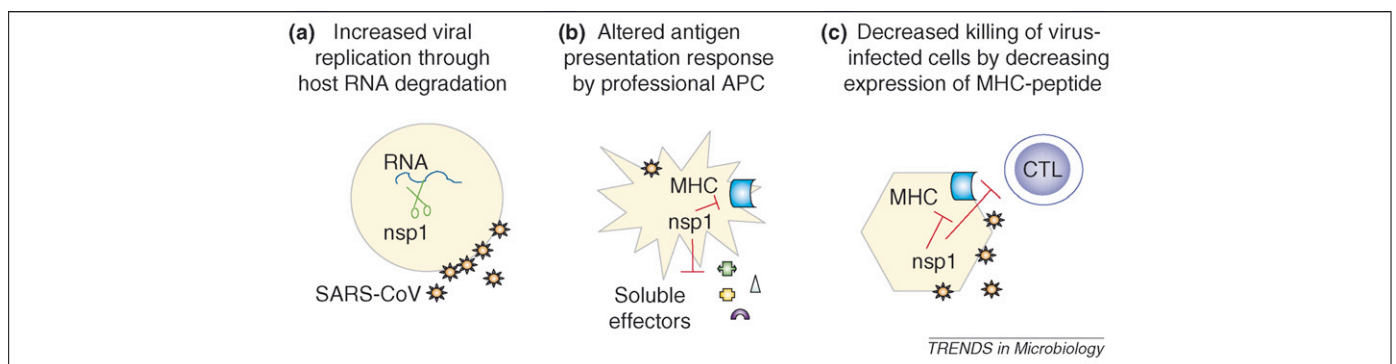 (a) Increased viral
replication through
host RNA degradation
RNA
nsp1
SARS-CoV
(b) Altered antigen
presentation response
by professional APC
MHC
nsp1
Soluble
effectors
(c) Decreased killing of virus-
infected cells by decreasing
expression of MHC-peptide
CTL
MHC
nsp1
TRENDS in Microbiology